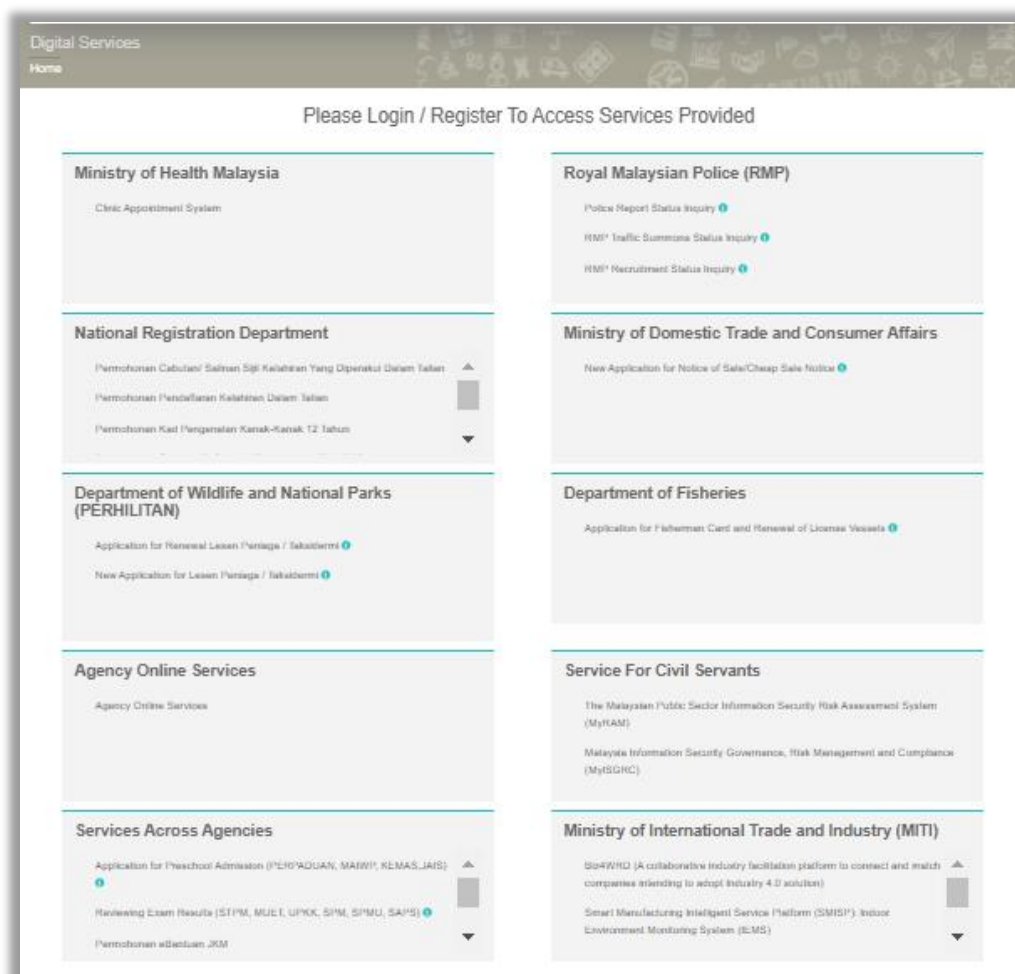 Digital Services
Home
Please Login / Register To Access Services Provided
Ministry of Health Malaysia
Clinic Appointment System
Royal Malaysian Police (RMP)
Police Report Status Inquiry
RMP Traffic Summons Status Inquiry
RMP Recruitment Status Inquiry
National Registration Department
Permohonan Cabutan/ Salinan Sijil Kelahiran Yang Diperakui Dalam Talian
Permohonan Pendaftaran Kelahiran Dalam Talian
Permohonan Kad Pengenalan Kanak-Kanak 12 Tahun
Ministry of Domestic Trade and Consumer Affairs
New Application for Notice of Sale/Cheap Sale Notice
Department of Wildlife and National Parks
(PERHILITAN)
Application for Renewal Lesen Peniaga / Taksidermi
New Application for Lesen Peniaga / Taksidermi
Department of Fisheries
Application for Fisherman Card and Renewal of License Vessels
Agency Online Services
Agency Online Services
Service For Civil Servants
The Malaysian Public Sector Information Security Risk Assessment System
(MyRAM)
Malaysia Information Security Governance, Risk Management and Compliance
(MyISGRC)
Services Across Agencies
Application for Preschool Admission (PERPADUAN, MAIWP, KEMAS,JAIS)
Reviewing Exam Results (STPM, MUET, UPKK, SPM, SPMU, SAPS)
Permohonan eBantuan JKM
Ministry of International Trade and Industry (MITI)
Biz4WRD (A collaborative industry facilitation platform to connect and match
companies intending to adopt Industry 4.0 solution)
Smart Manufacturing Intelligent Service Platform (SMISP): Indoor
Environment Monitoring System (IEMS)